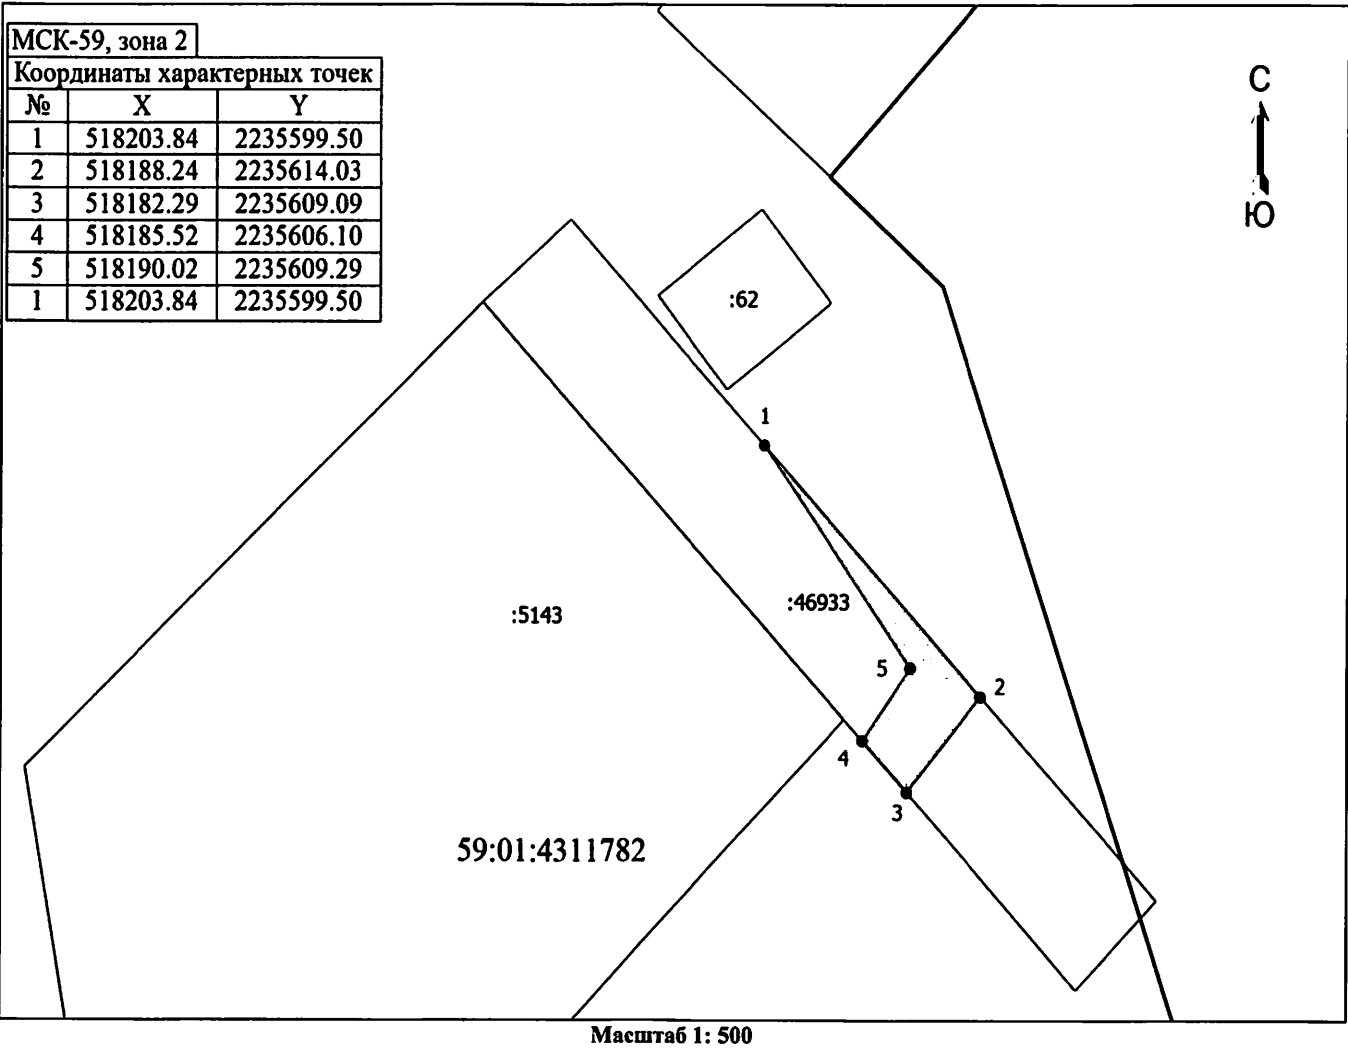 МСК-59, зона 2
Координаты характерных точек
№ X Y
1 518203.84 2235599.50
2 518188.24 2235614.03
3 518182.29 2235609.09
4 518185.52 2235606.10
5 518190.02 2235609.29
1 518203.84 2235599.50
С
Ю
:62
1
:46933
:5143
5
2
4
3
59:01:4311782
Масштаб 1: 500